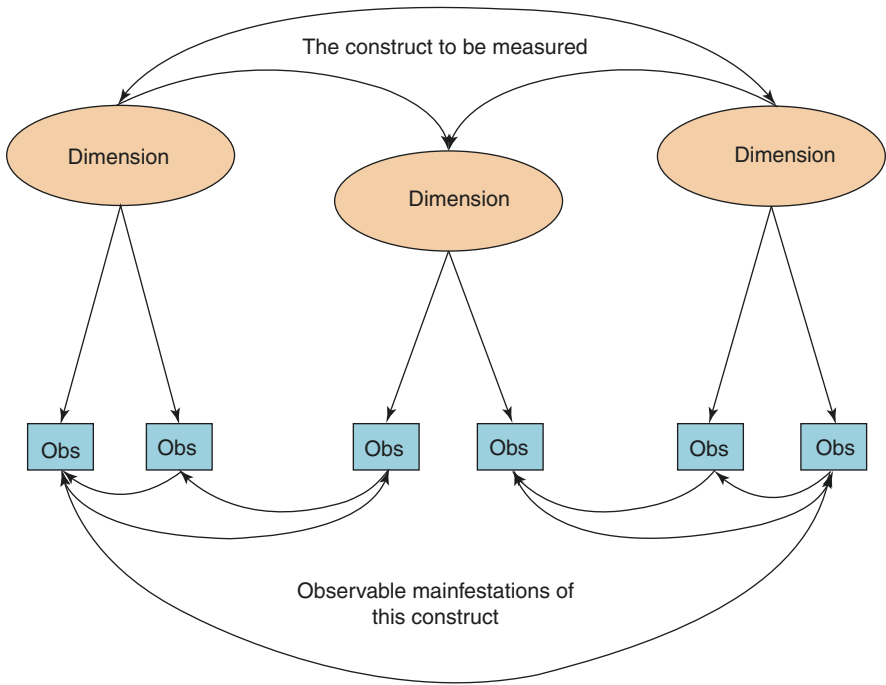 The construct to be measured
Dimension
Dimension
Dimension
Obs
Obs
Obs
Obs
Obs
Obs
Observable mainfestations of
this construct